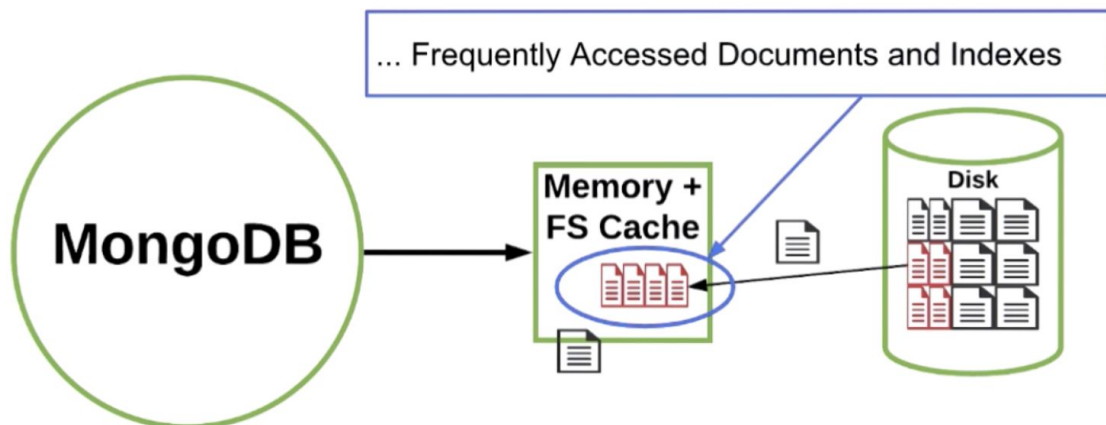 ... Frequently Accessed Documents and Indexes
MongoDB
Memory +
FS Cache
Disk